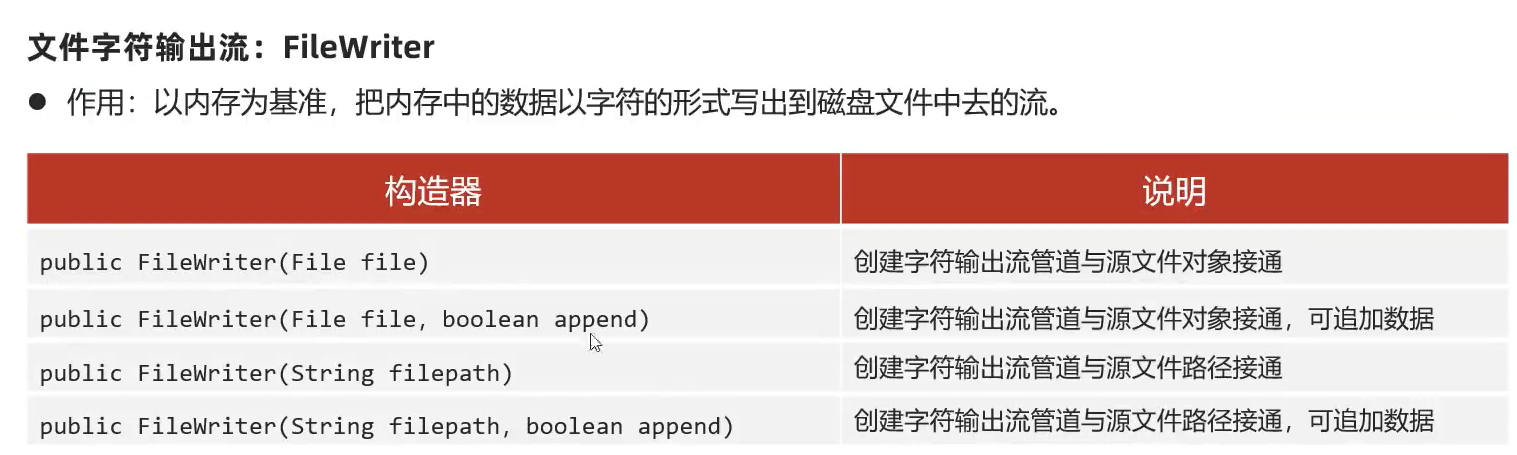 文件字符输出流：FileWriter
● 作用：以内存为基准，把内存中的数据以字符的形式写出到磁盘文件中去的流。
构造器 说明
public FileWriter(File file) 创建字符输出流管道与源文件对象接通
public FileWriter(File file, boolean append) 创建字符输出流管道与源文件对象接通，可追加数据
public FileWriter(String filepath) 创建字符输出流管道与源文件路径接通
public FileWriter(String filepath, boolean append) 创建字符输出流管道与源文件路径接通，可追加数据